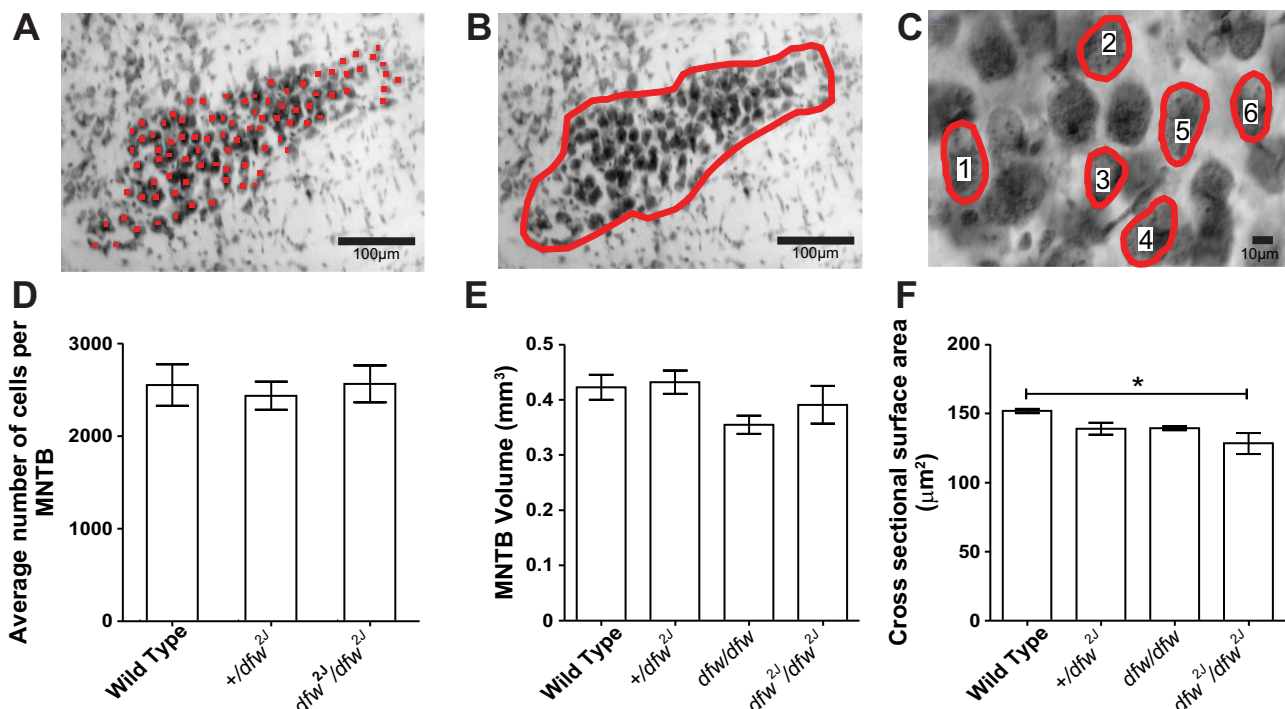 A
B
C
100µm
100µm
1
2
3
4
5
6
10µm
D
Average number of cells per
MNTB
3000
2000
1000
0
Wild Type
+/dfw²ᴶ
dfw²ᴶ/dfw²ᴶ
E
MNTB Volume (mm³)
0.5
0.4
0.3
0.2
0.1
0
Wild Type
+/dfw²ᴶ
dfw/dfw
dfw²ᴶ/dfw²ᴶ
F
Cross sectional surface area
(µm²)
200
150
100
50
0
*
Wild Type
+/dfw²ᴶ
dfw/dfw
dfw²ᴶ/dfw²ᴶ